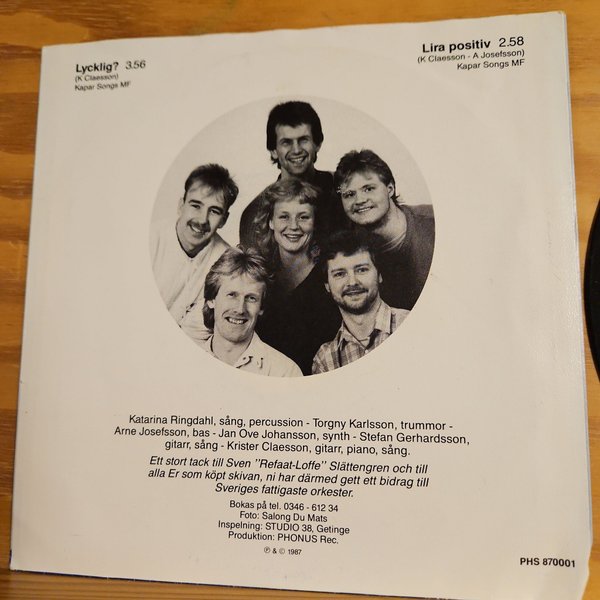 Lycklig? 3.56
(K Claesson)
Kapar Songs MF
Lira positiv 2.58
(K Claesson - A Josefsson)
Kapar Songs MF
Katarina Ringdahl, sång, percussion - Torgny Karlsson, trummor -
Arne Josefsson, bas - Jan Ove Johansson, synth - Stefan Gerhardsson,
gitarr, sång - Krister Claesson, gitarr, piano, sång.
Ett stort tack till Sven "Refaat-Loffe" Slättengren och till
alla Er som köpt skivan, ni har därmed gett ett bidrag till
Sveriges fattigaste orkester.
Bokas på tel. 0346 - 612 34
Foto: Salong Du Mats
Inspelning: STUDIO 38, Getinge
Produktion: PHONUS Rec.
℗ & © 1987
PHS 870001